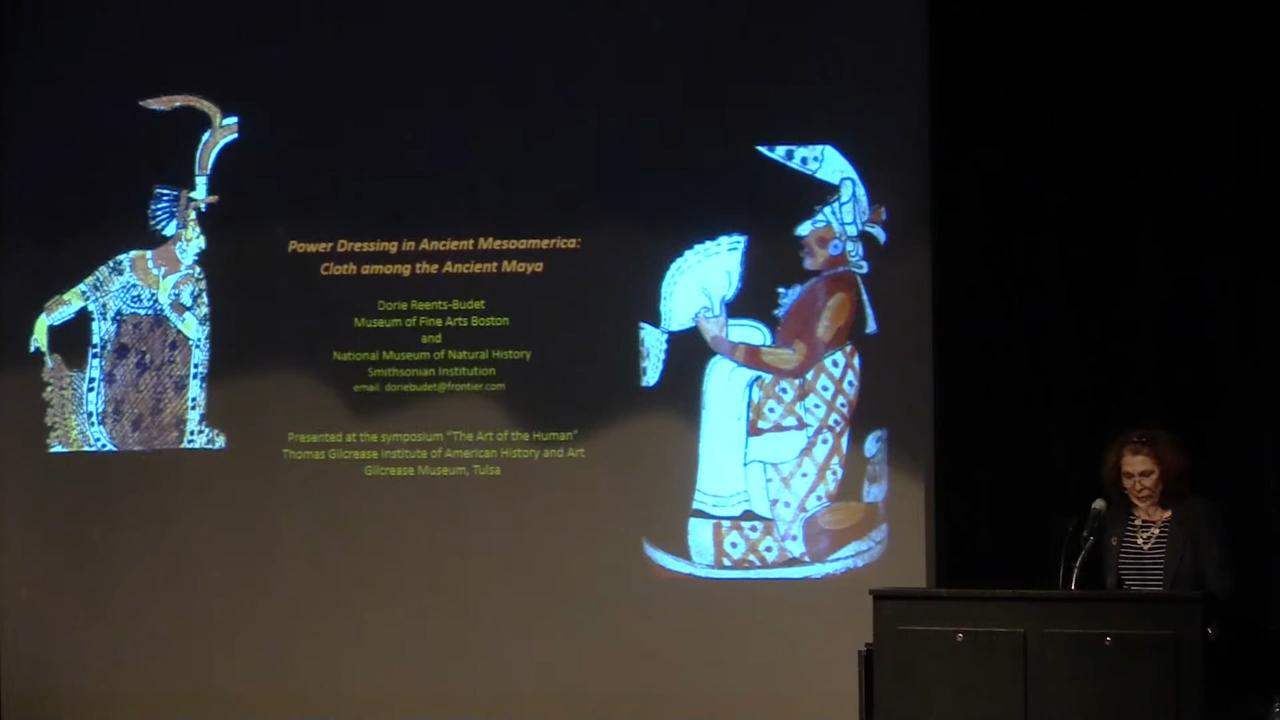 Power Dressing in Ancient Mesoamerica:
Cloth among the Ancient Maya
Dorie Reents-Budet
Museum of Fine Arts Boston
and
National Museum of Natural History
Smithsonian Institution
email: doriebudet@frontier.com
Presented at the symposium "The Art of the Human"
Thomas Gilcrease Institute of American History and Art
Gilcrease Museum, Tulsa